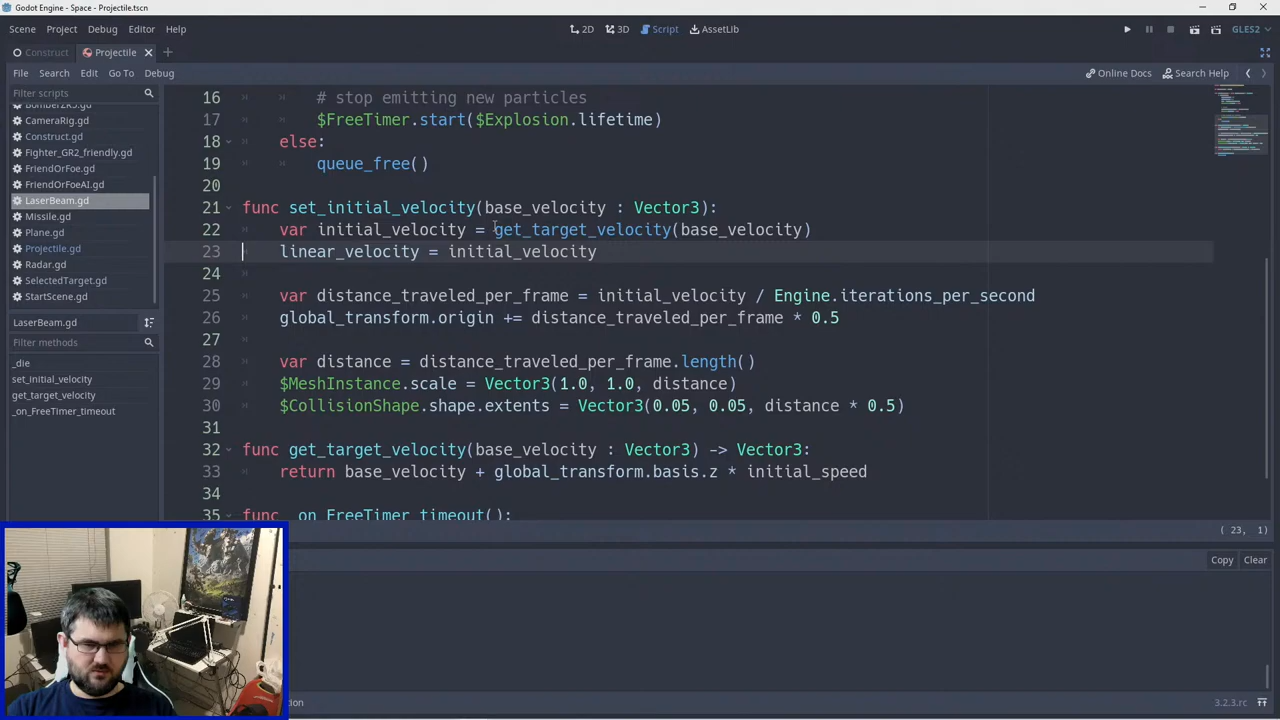 Godot Engine - Space - Projectile.tscn
Scene Project Debug Editor Help
2D 3D Script AssetLib
GLES2
Construct Projectile
File Search Edit Go To Debug
Online Docs Search Help
Filter scripts
BomberZR5.gd
CameraRig.gd
Construct.gd
Fighter_GR2_friendly.gd
FriendOrFoe.gd
FriendOrFoeAI.gd
LaserBeam.gd
Missile.gd
Plane.gd
Projectile.gd
Radar.gd
SelectedTarget.gd
StartScene.gd
LaserBeam.gd
Filter methods
_die
set_initial_velocity
get_target_velocity
_on_FreeTimer_timeout
16 # stop emitting new particles
17 $FreeTimer.start($Explosion.lifetime)
18 else:
19 queue_free()
20
21 func set_initial_velocity(base_velocity : Vector3):
22 var initial_velocity = get_target_velocity(base_velocity)
23 linear_velocity = initial_velocity
24
25 var distance_traveled_per_frame = initial_velocity / Engine.iterations_per_second
26 global_transform.origin += distance_traveled_per_frame * 0.5
27
28 var distance = distance_traveled_per_frame.length()
29 $MeshInstance.scale = Vector3(1.0, 1.0, distance)
30 $CollisionShape.shape.extents = Vector3(0.05, 0.05, distance * 0.5)
31
32 func get_target_velocity(base_velocity : Vector3) -> Vector3:
33 return base_velocity + global_transform.basis.z * initial_speed
34
35 func _on_FreeTimer_timeout():
( 23, 1)
Copy Clear
3.2.3.rc